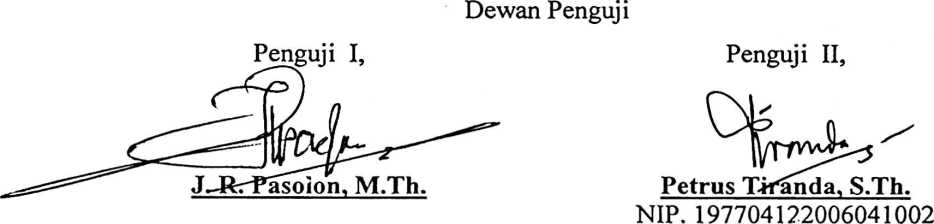 Dewan Penguji
Penguji I,
Penguji II,
J. R. Pasoion, M.Th.
Petrus Tiranda, S.Th.
NIP. 197704122006041002